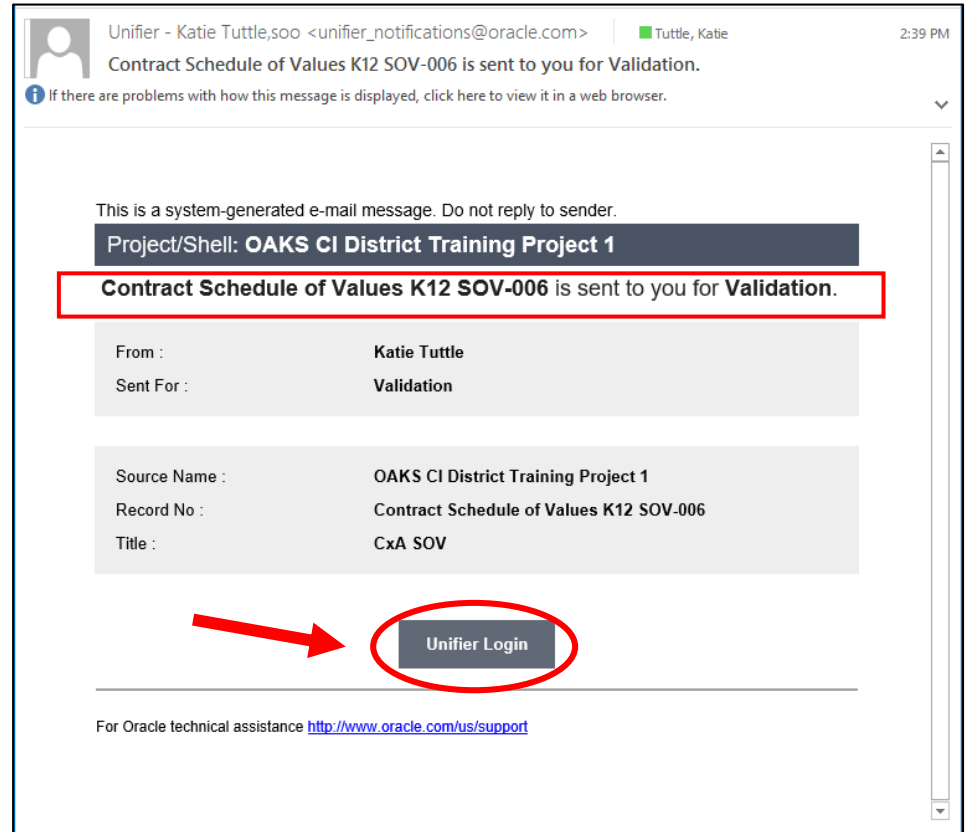 Unifier - Katie Tuttle,soo <unifier_notifications@oracle.com>
Tuttle, Katie
2:39 PM
Contract Schedule of Values K12 SOV-006 is sent to you for Validation.
If there are problems with how this message is displayed, click here to view it in a web browser.
This is a system-generated e-mail message. Do not reply to sender.
Project/Shell: OAKS CI District Training Project 1
Contract Schedule of Values K12 SOV-006 is sent to you for Validation.
From : Katie Tuttle
Sent For : Validation
Source Name : OAKS CI District Training Project 1
Record No : Contract Schedule of Values K12 SOV-006
Title : CxA SOV
Unifier Login
For Oracle technical assistance http://www.oracle.com/us/support